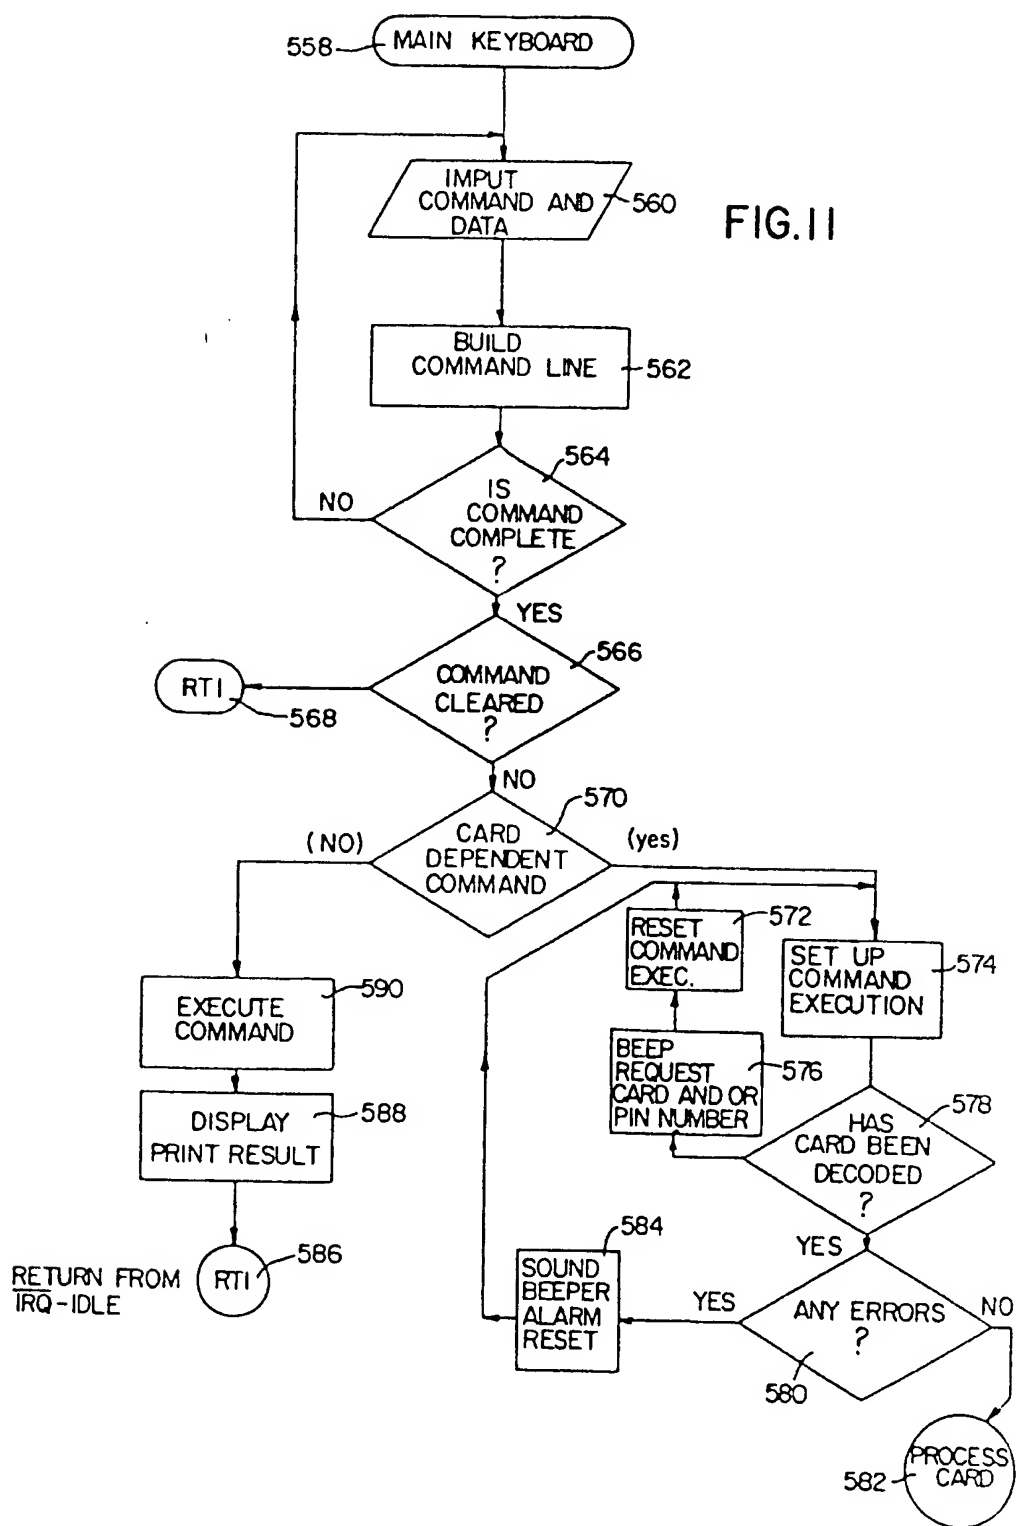 558
MAIN KEYBOARD
IMPUT
COMMAND AND
DATA
560
FIG.11
BUILD
COMMAND LINE
562
564
NO
IS
COMMAND
COMPLETE
?
YES
566
RTI
568
COMMAND
CLEARED
?
NO
570
(NO)
CARD
DEPENDENT
COMMAND
(yes)
572
RESET
COMMAND
EXEC.
SET UP
COMMAND
EXECUTION
574
590
EXECUTE
COMMAND
BEEP
REQUEST
CARD AND OR
PIN NUMBER
576
DISPLAY
PRINT RESULT
588
578
HAS
CARD BEEN
DECODED
?
YES
586
RTI
RETURN FROM
IRQ-IDLE
584
SOUND
BEEPER
ALARM
RESET
YES
ANY ERRORS
?
NO
580
582
PROCESS
CARD